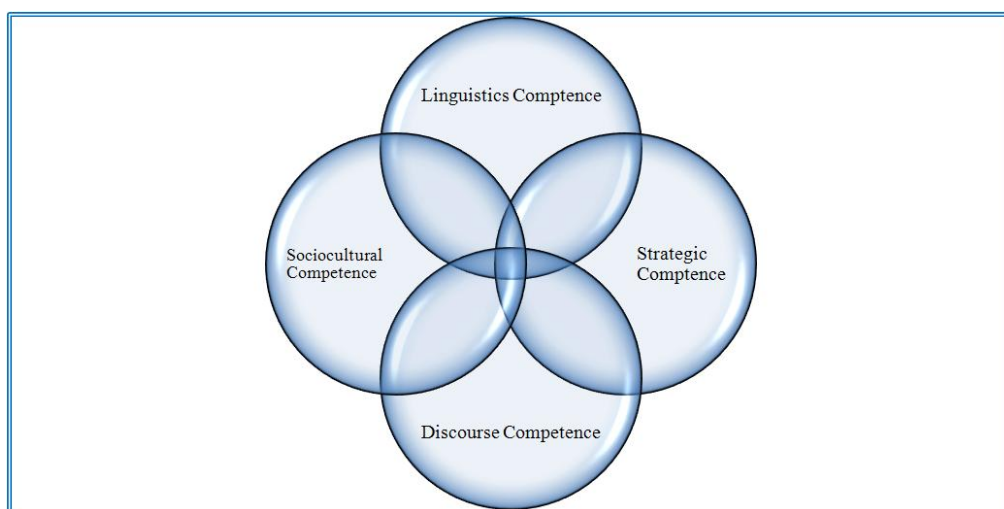 Linguistics Comptence
Sociocultural
Competence
Strategic
Comptence
Discourse Competence